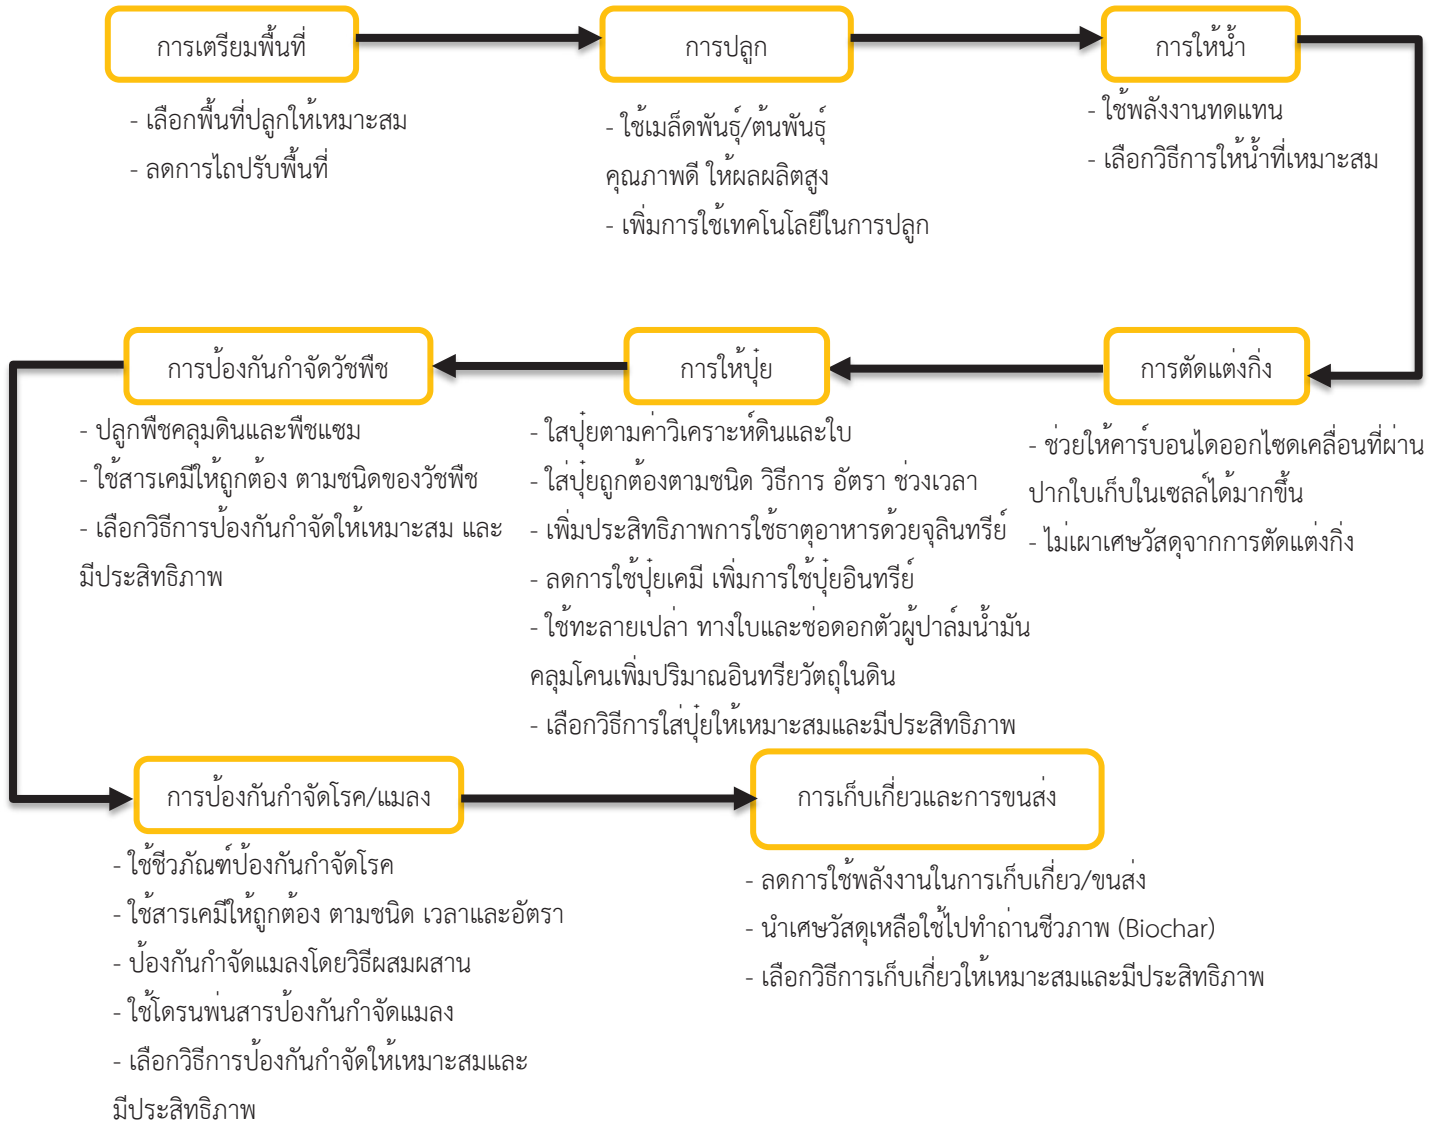 การเตรียมพื้นที่
- เลือกพื้นที่ปลูกให้เหมาะสม
- ลดการไถปรับพื้นที่
การปลูก
- ใช้เมล็ดพันธุ์/ต้นพันธุ์
คุณภาพดี ให้ผลผลิตสูง
- เพิ่มการใช้เทคโนโลยีในการปลูก
การให้น้ำ
- ใช้พลังงานทดแทน
- เลือกวิธีการให้น้ำที่เหมาะสม
การตัดแต่งกิ่ง
- ช่วยให้คาร์บอนไดออกไซดเคลื่อนที่ผ่าน
ปากใบเก็บในเซลล์ได้มากขึ้น
- ไม่เผาเศษวัสดุจากการตัดแต่งกิ่ง
การให้ปุ๋ย
- ใสปุ๋ยตามค่าวิเคราะห์ดินและใบ
- ใส่ปุ๋ยถูกต้องตามชนิด วิธีการ อัตรา ช่วงเวลา
- เพิ่มประสิทธิภาพการใช้ธาตุอาหารด้วยจุลินทรีย์
- ลดการใช้ปุ๋ยเคมี เพิ่มการใช้ปุ๋ยอินทรีย์
- ใช้ทะลายเปล่า ทางใบและช่อดอกตัวผู้ปาล์มน้ำมัน
คลุมโคนเพิ่มปริมาณอินทรียวัตถุในดิน
- เลือกวิธีการใส่ปุ๋ยให้เหมาะสมและมีประสิทธิภาพ
การป้องกันกำจัดวัชพืช
- ปลูกพืชคลุมดินและพืชแซม
- ใช้สารเคมีให้ถูกต้อง ตามชนิดของวัชพืช
- เลือกวิธีการป้องกันกำจัดให้เหมาะสม และ
มีประสิทธิภาพ
การป้องกันกำจัดโรค/แมลง
- ใช้ชีวภัณฑ์ป้องกันกำจัดโรค
- ใช้สารเคมีให้ถูกต้อง ตามชนิด เวลาและอัตรา
- ป้องกันกำจัดแมลงโดยวิธีผสมผสาน
- ใช้โดรนพ่นสารป้องกันกำจัดแมลง
- เลือกวิธีการป้องกันกำจัดให้เหมาะสมและ
มีประสิทธิภาพ
การเก็บเกี่ยวและการขนส่ง
- ลดการใช้พลังงานในการเก็บเกี่ยว/ขนส่ง
- นำเศษวัสดุเหลือใช้ไปทำถ่านชีวภาพ (Biochar)
- เลือกวิธีการเก็บเกี่ยวให้เหมาะสมและมีประสิทธิภาพ